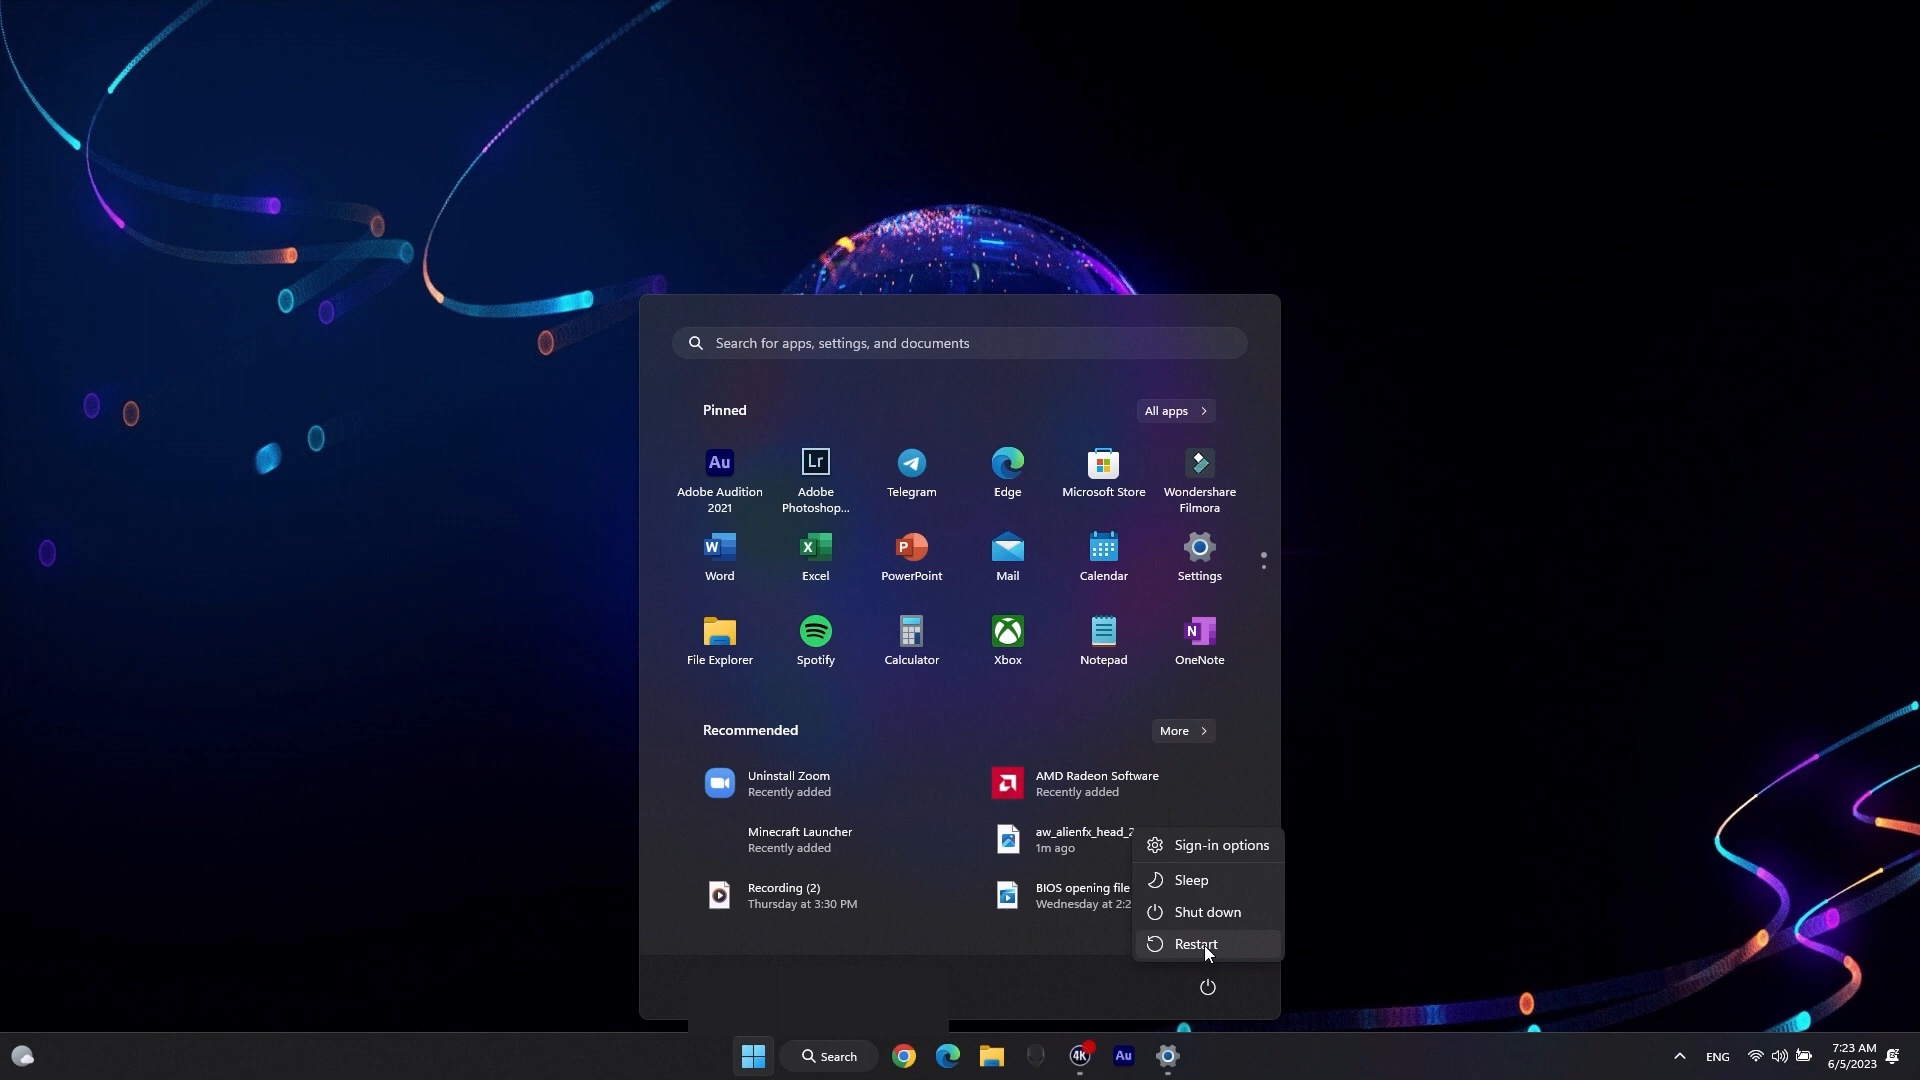 Search for apps, settings, and documents
Pinned
All apps
Au
Lr
Adobe Audition
2021
Adobe
Photoshop...
Telegram
Edge
Microsoft Store
Wondershare
Filmora
W
X
P
Word
Excel
PowerPoint
Mail
Calendar
Settings
N
File Explorer
Spotify
Calculator
Xbox
Notepad
OneNote
Recommended
More
Uninstall Zoom
Recently added
AMD Radeon Software
Recently added
Minecraft Launcher
Recently added
aw_alienfx_head_2
1m ago
Recording (2)
Thursday at 3:30 PM
BIOS opening file
Wednesday at 2:2
Sign-in options
Sleep
Shut down
Restart
Search
4K
Au
ENG
7:23 AM
6/5/2023